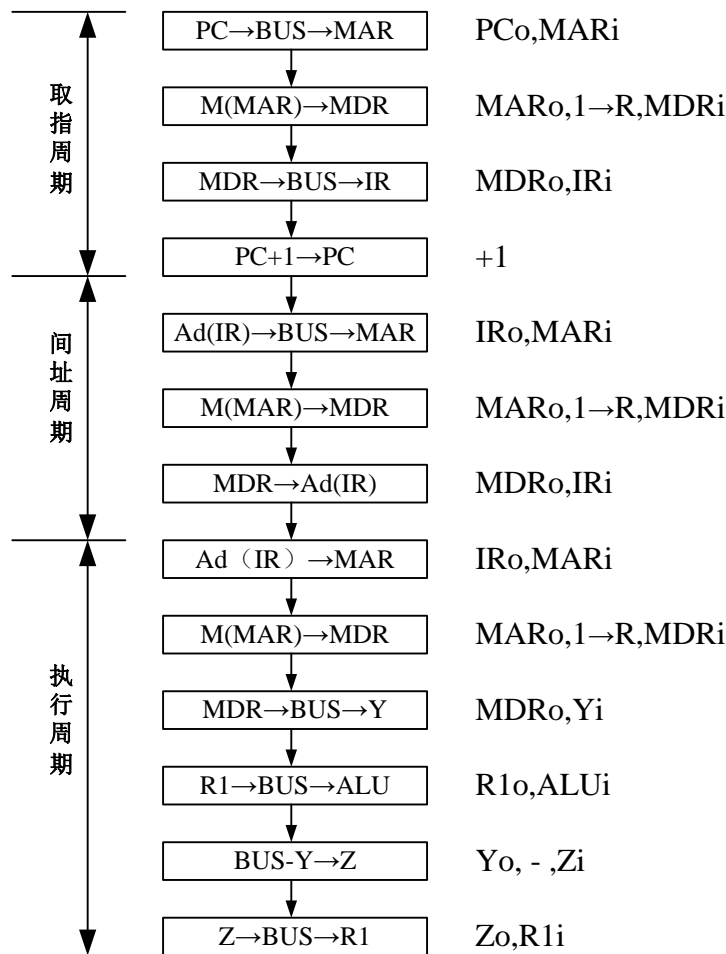 PC→BUS→MAR PCo,MARi
取指周期
M(MAR)→MDR MARo,1→R,MDRi
MDR→BUS→IR MDRo,IRi
PC+1→PC +1
间址周期
Ad(IR)→BUS→MAR IRo,MARi
M(MAR)→MDR MARo,1→R,MDRi
MDR→Ad(IR) MDRo,IRi
执行周期
Ad（IR）→MAR IRo,MARi
M(MAR)→MDR MARo,1→R,MDRi
MDR→BUS→Y MDRo,Yi
R1→BUS→ALU R1o,ALUi
BUS-Y→Z Yo, - ,Zi
Z→BUS→R1 Zo,R1i